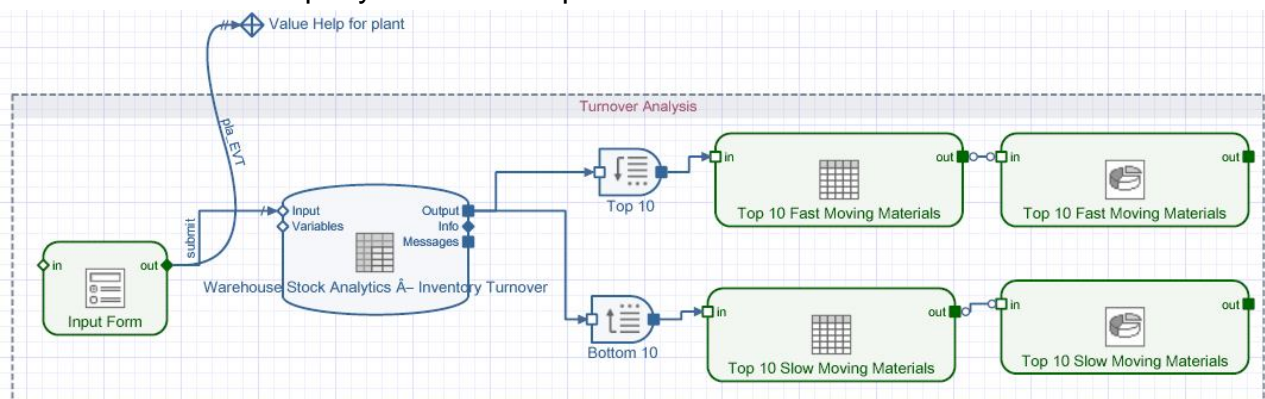 Value Help for plant
Turnover Analysis
pla_EVT
submit
in
out
Input Form
Input
Variables
Output
Info
Messages
Warehouse Stock Analytics Â– Inventory Turnover
Top 10
Bottom 10
in
out
Top 10 Fast Moving Materials
in
out
Top 10 Fast Moving Materials
in
out
Top 10 Slow Moving Materials
in
out
Top 10 Slow Moving Materials